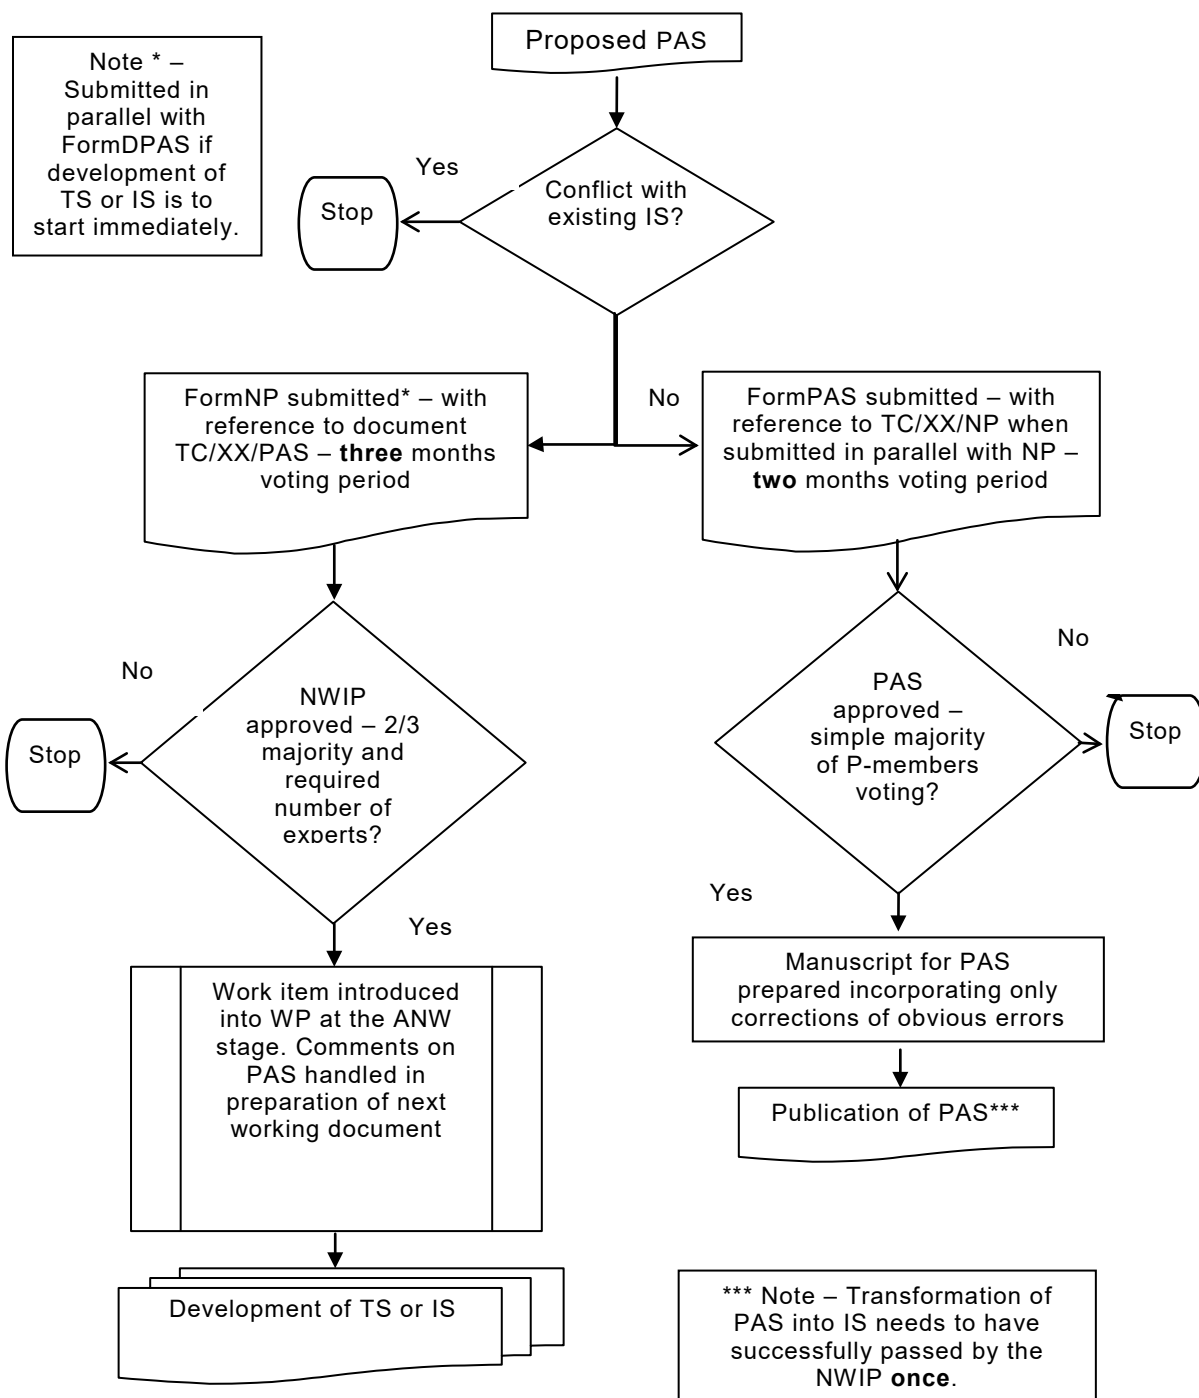 Proposed PAS
Note * –
Submitted in
parallel with
FormDPAS if
development of
TS or IS is to
start immediately.
Yes
Stop
Conflict with
existing IS?
FormNP submitted* – with
reference to document
TC/XX/PAS – three months
voting period
No
FormPAS submitted – with
reference to TC/XX/NP when
submitted in parallel with NP –
two months voting period
No
Stop
NWIP
approved – 2/3
majority and
required
number of
experts?
PAS
approved –
simple majority
of P-members
voting?
No
Stop
Yes
Yes
Work item introduced
into WP at the ANW
stage. Comments on
PAS handled in
preparation of next
working document
Manuscript for PAS
prepared incorporating only
corrections of obvious errors
Publication of PAS***
Development of TS or IS
*** Note – Transformation of
PAS into IS needs to have
successfully passed by the
NWIP once.